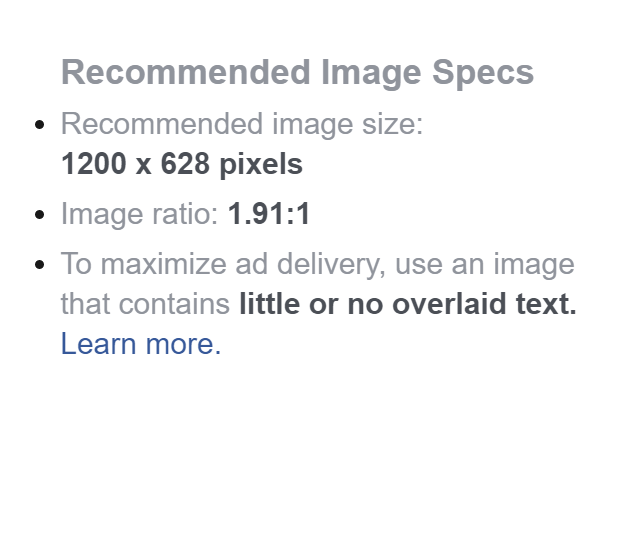 Recommended Image Specs
Recommended image size:
1200 x 628 pixels
Image ratio: 1.91:1
To maximize ad delivery, use an image
that contains little or no overlaid text.
Learn more.